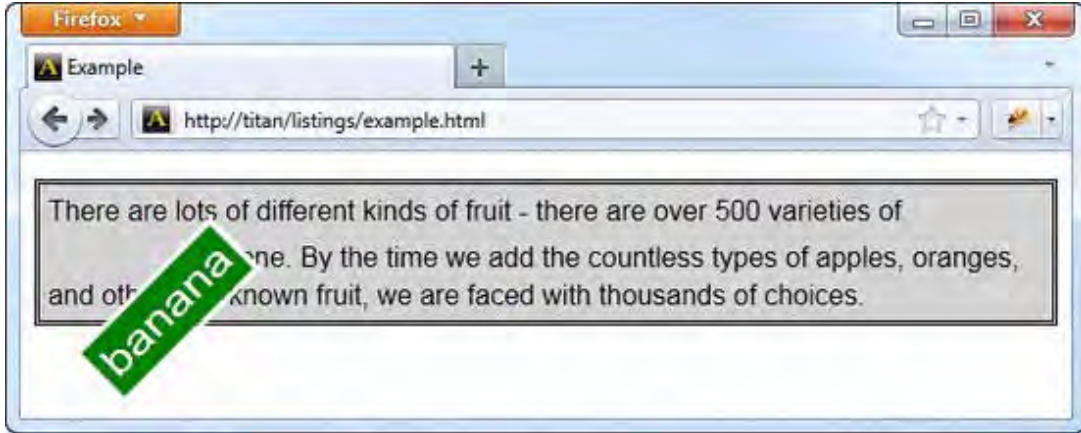 Firefox
Example
http://titan/listings/example.html
There are lots of different kinds of fruit - there are over 500 varieties of
banana
ne. By the time we add the countless types of apples, oranges,
and oth known fruit, we are faced with thousands of choices.